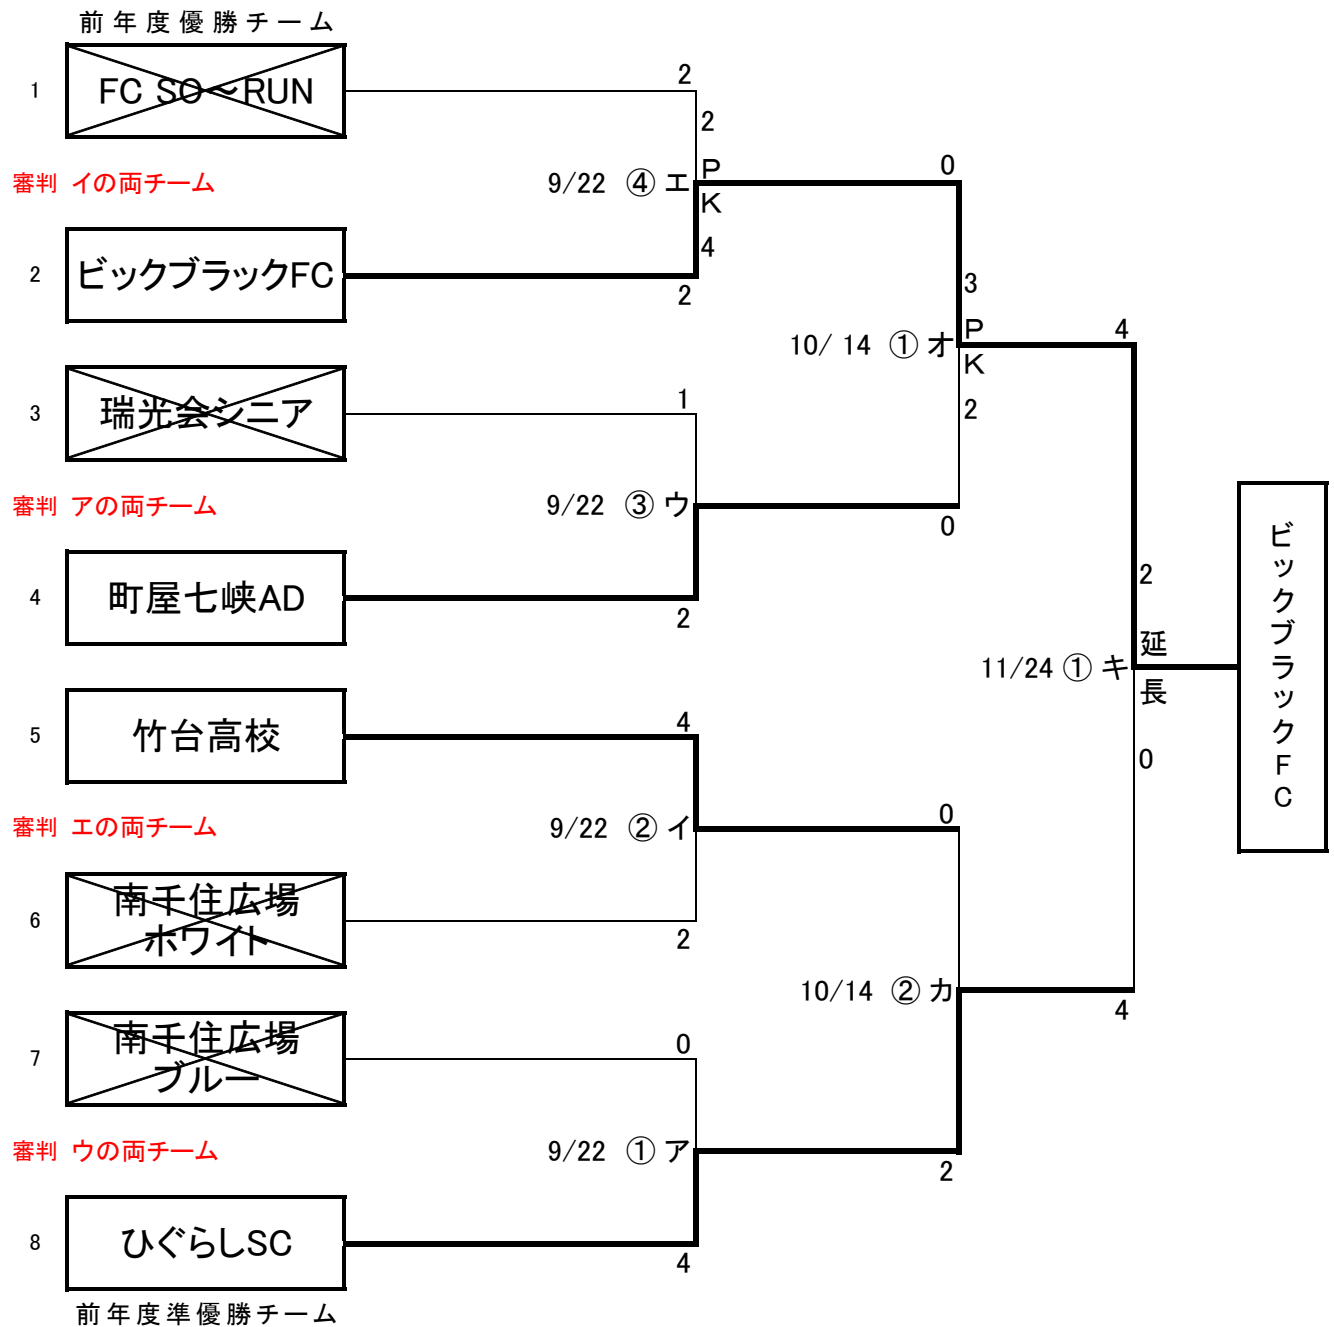 前年度優勝チーム
1
FC SO～RUN
2
2
審判 イの両チーム
9/22 ④ エ
PK
0
4
2
ビックブラックFC
2
3
10/ 14 ① オ
PK
4
3
瑞光会シニア
1
2
審判 アの両チーム
9/22 ③ ウ
0
4
町屋七峡AD
2
2
11/24 ① キ
延長
0
ビックブラックFC
5
竹台高校
4
審判 エの両チーム
9/22 ② イ
0
6
南千住広場
ホワイト
2
10/14 ② カ
4
7
南千住広場
ブルー
0
審判 ウの両チーム
9/22 ① ア
2
8
ひぐらしSC
4
前年度準優勝チーム